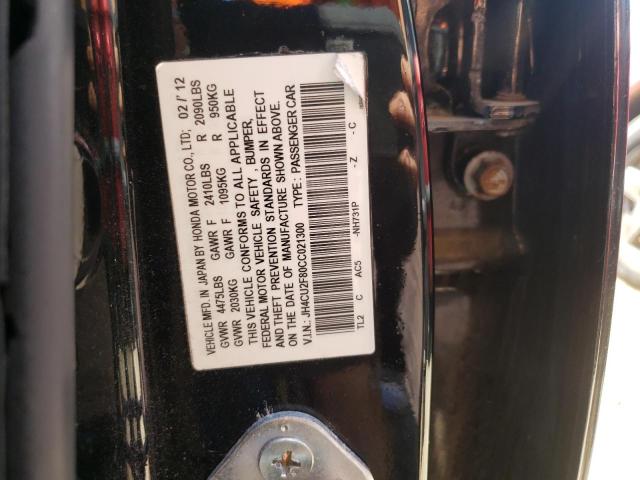 VEHICLE MFD. IN JAPAN BY HONDA MOTOR CO., LTD; 02 / '12
GVWR 4475LBS GAWR F 2410LBS R 2090LBS
GVWR 2030KG GAWR F 1095KG R 950KG
THIS VEHICLE CONFORMS TO ALL APPLICABLE
FEDERAL MOTOR VEHICLE SAFETY , BUMPER,
AND THEFT PREVENTION STANDARDS IN EFFECT
ON THE DATE OF MANUFACTURE SHOWN ABOVE.
V.I.N.: JH4CU2F80CC021300 TYPE: PASSENGER CAR
TL2 C AC5 -NH731P - Z - C